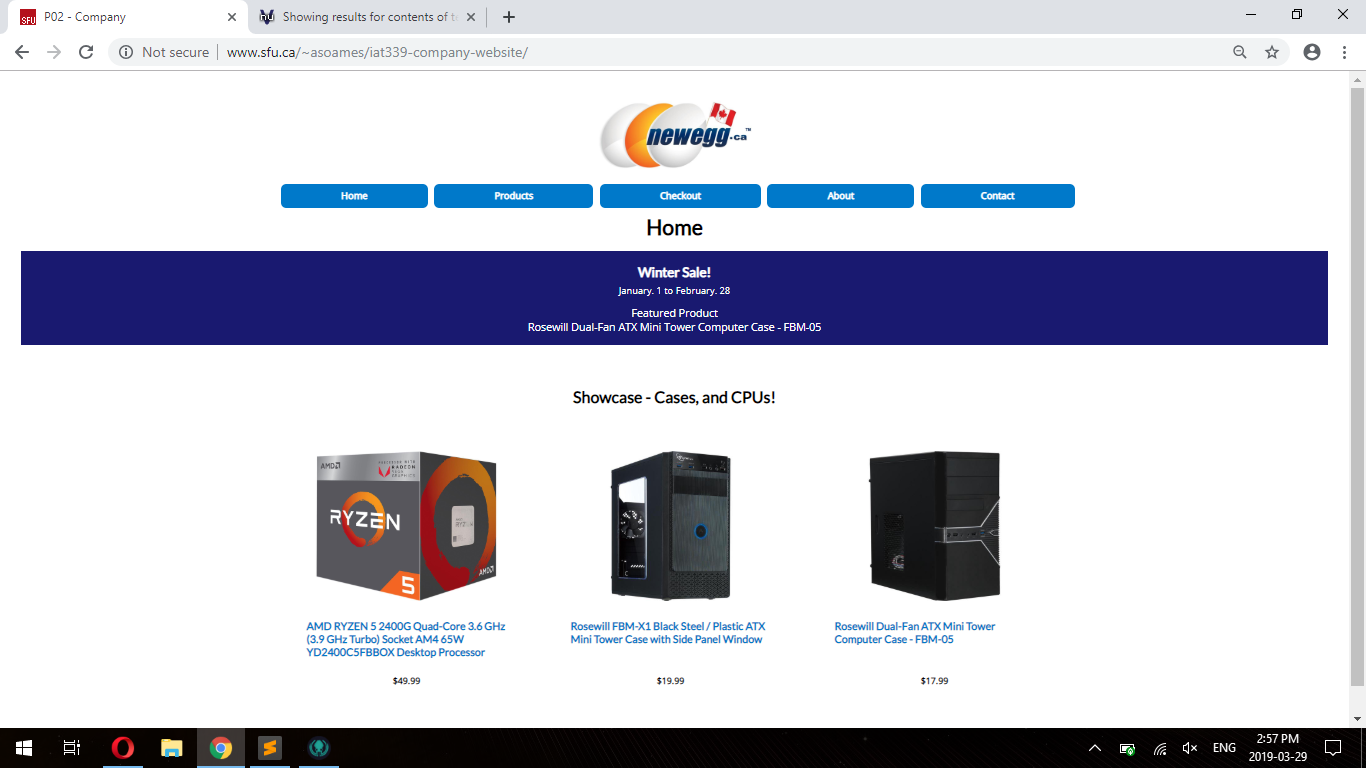 P02 - Company
Showing results for contents of t
Not secure
www.sfu.ca/~asoames/iat339-company-website/
newegg.ca
Home
Products
Checkout
About
Contact
Home
Winter Sale!
January. 1 to February. 28
Featured Product
Rosewill Dual-Fan ATX Mini Tower Computer Case - FBM-05
Showcase - Cases, and CPUs!
AMD
RADEON
RYZEN
RYZEN
AMD
5
AMD RYZEN 5 2400G Quad-Core 3.6 GHz
(3.9 GHz Turbo) Socket AM4 65W
YD2400C5FBBOX Desktop Processor
$49.99
Rosewill FBM-X1 Black Steel / Plastic ATX
Mini Tower Case with Side Panel Window
$19.99
Rosewill Dual-Fan ATX Mini Tower
Computer Case - FBM-05
$17.99
ENG
2:57 PM
2019-03-29